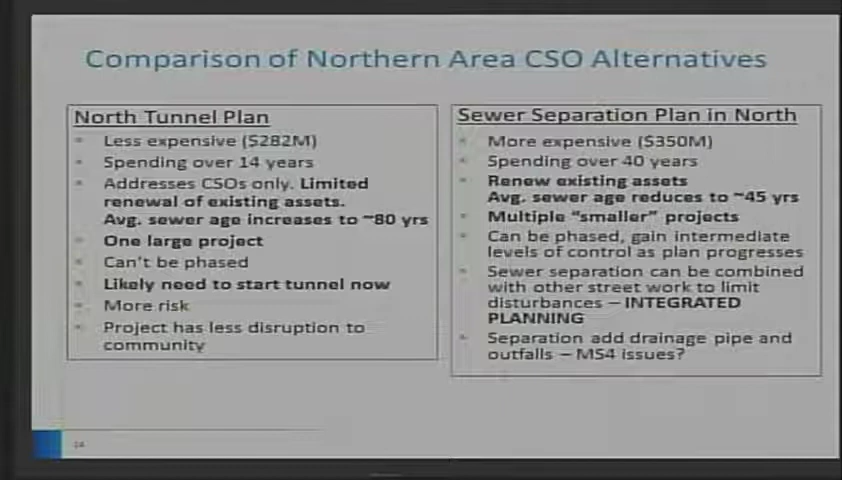 Comparison of Northern Area CSO Alternatives
North Tunnel Plan
Less expensive ($282M)
Spending over 14 years
Addresses CSOs only. Limited
renewal of existing assets.
Avg. sewer age increases to ~80 yrs
One large project
Can't be phased
Likely need to start tunnel now
More risk
Project has less disruption to
community
Sewer Separation Plan in North
More expensive ($350M)
Spending over 40 years
Renew existing assets
Avg. sewer age reduces to ~45 yrs
Multiple "smaller" projects
Can be phased, gain intermediate
levels of control as plan progresses
Sewer separation can be combined
with other street work to limit
disturbances – INTEGRATED
PLANNING
Separation add drainage pipe and
outfalls – MS4 issues?